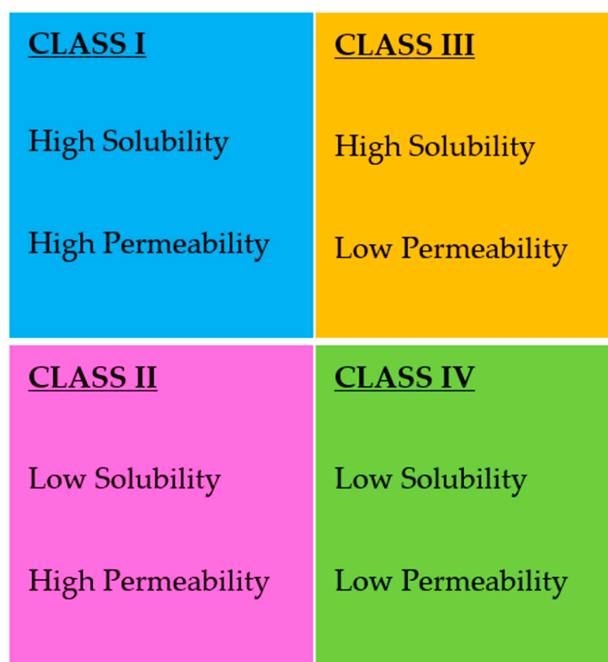 CLASS I
High Solubility
High Permeability
CLASS III
High Solubility
Low Permeability
CLASS II
Low Solubility
High Permeability
CLASS IV
Low Solubility
Low Permeability